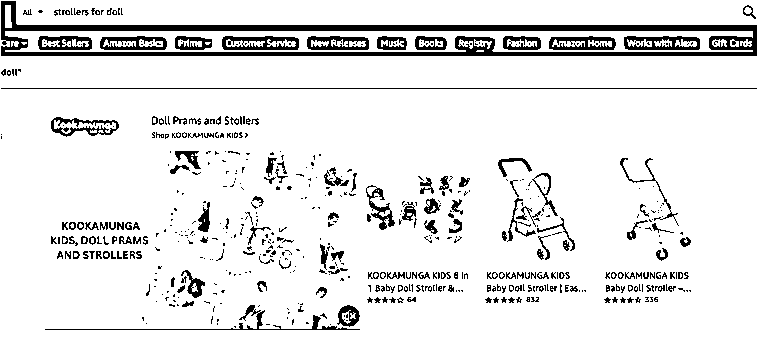 All strollers for doll
Care Best Sellers Amazon Basics Prime Customer Service New Releases Music Books Registry Fashion Amazon Home Works with Alexa Gift Cards
doll"
Kookamunga
Doll Prams and Stollers
Shop KOOKAMUNGA KIDS >
KOOKAMUNGA
KIDS, DOLL PRAMS
AND STROLLERS
KOOKAMUNGA KIDS 6 in
1 Baby Doll Stroller &...
64
KOOKAMUNGA KIDS
Baby Doll Stroller | Eas...
832
KOOKAMUNGA KIDS
Baby Doll Stroller –...
336